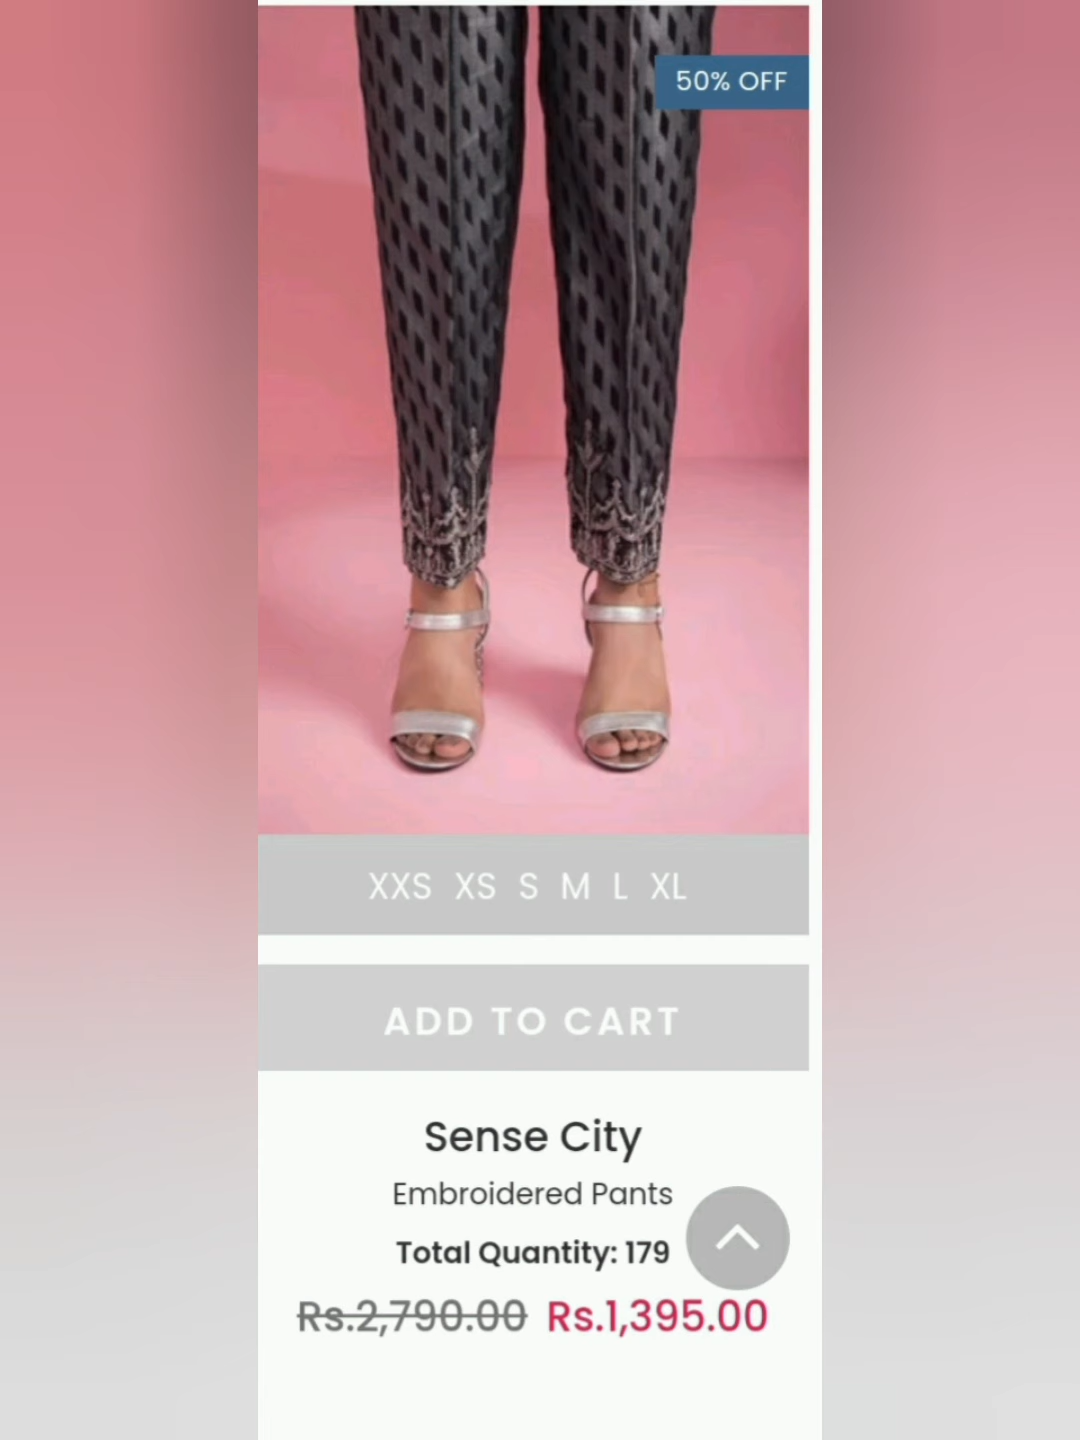 50% OFF
XXS XS S M L XL
ADD TO CART
Sense City
Embroidered Pants
Total Quantity: 179
Rs.2,790.00 Rs.1,395.00